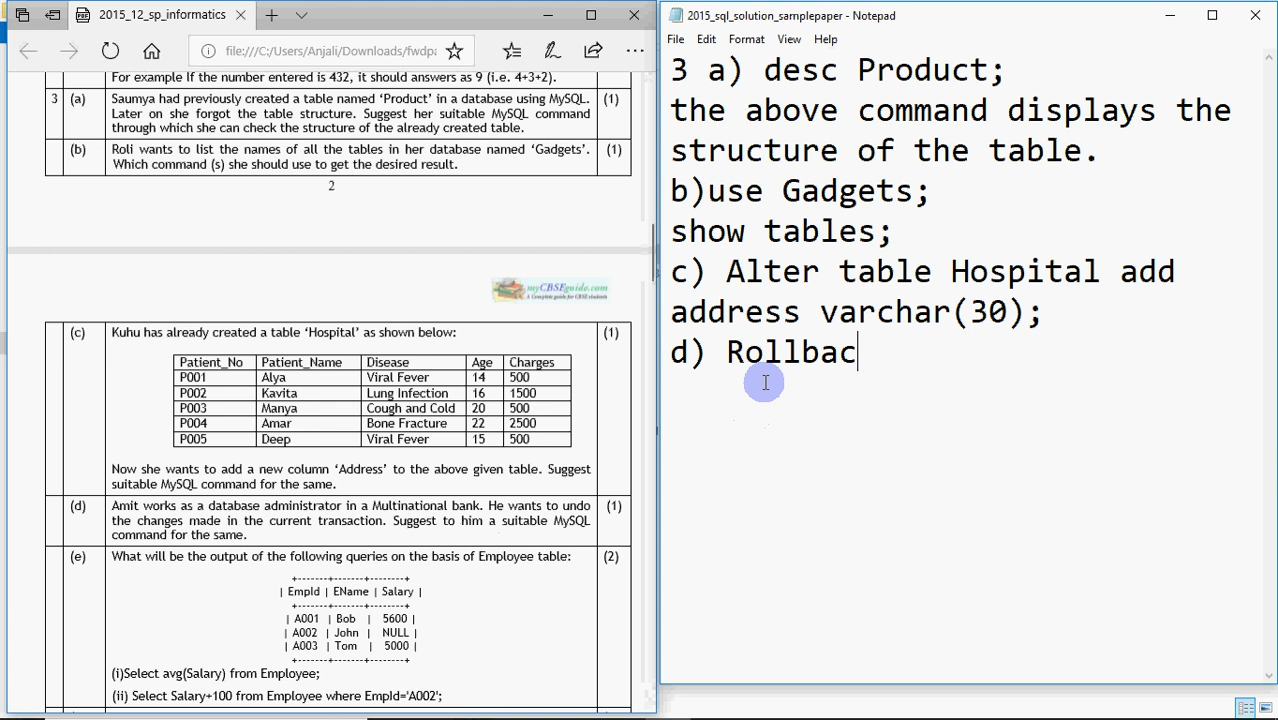 2015_12_sp_informatics
file:///C:/Users/Anjali/Downloads/fwdpa
For example If the number entered is 432, it should answers as 9 (i.e. 4+3+2).
3 (a) Saumya had previously created a table named ‘Product’ in a database using MySQL. (1)
Later on she forgot the table structure. Suggest her suitable MySQL command
through which she can check the structure of the already created table.
(b) Roli wants to list the names of all the tables in her database named ‘Gadgets’. (1)
Which command (s) she should use to get the desired result.
2
myCBSEguide.com
A Complete guide for CBSE students
(c) Kuhu has already created a table ‘Hospital’ as shown below: (1)
Patient_No Patient_Name Disease Age Charges
P001 Alya Viral Fever 14 500
P002 Kavita Lung Infection 16 1500
P003 Manya Cough and Cold 20 500
P004 Amar Bone Fracture 22 2500
P005 Deep Viral Fever 15 500
Now she wants to add a new column ‘Address’ to the above given table. Suggest
suitable MySQL command for the same.
(d) Amit works as a database administrator in a Multinational bank. He wants to undo (1)
the changes made in the current transaction. Suggest to him a suitable MySQL
command for the same.
(e) What will be the output of the following queries on the basis of Employee table: (2)
+-------+-------+--------+
| EmpId | EName | Salary |
+-------+-------+--------+
| A001 | Bob | 5600 |
| A002 | John | NULL |
| A003 | Tom | 5000 |
+-------+-------+--------+
(i)Select avg(Salary) from Employee;
(ii) Select Salary+100 from Employee where EmpId='A002';
2015_sql_solution_samplepaper - Notepad
File Edit Format View Help
3 a) desc Product;
the above command displays the
structure of the table.
b)use Gadgets;
show tables;
c) Alter table Hospital add
address varchar(30);
d) Rollbac